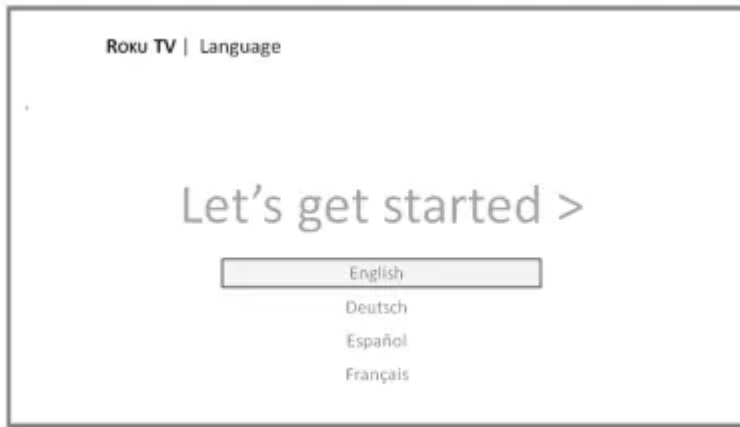 Roku TV | Language
Let's get started >
English
Deutsch
Español
Français